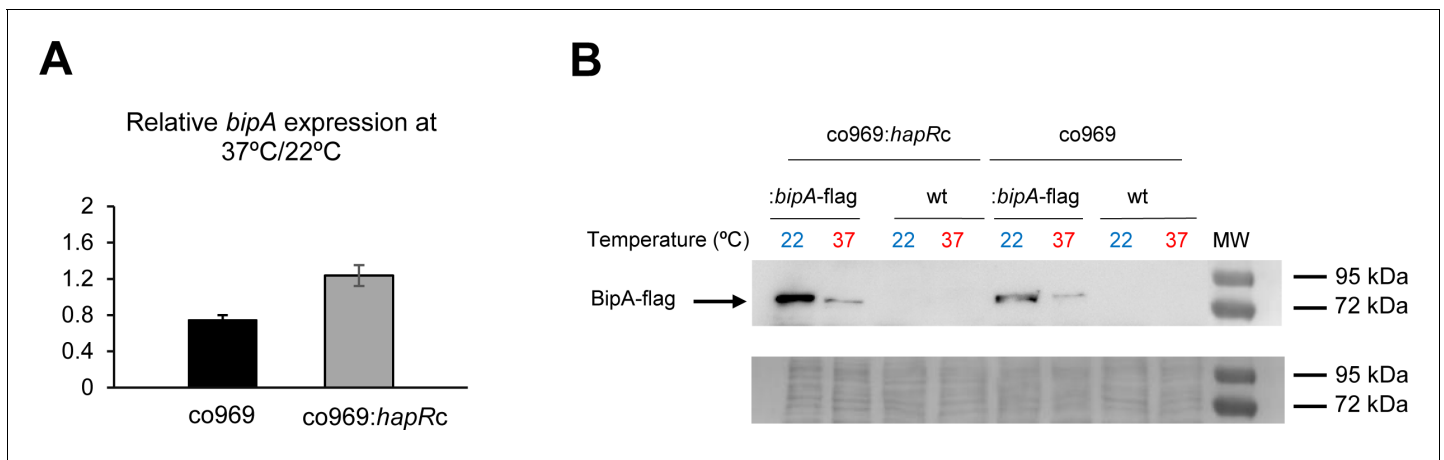 A
Relative bipA expression at
37ºC/22ºC
2
1.6
1.2
0.8
0.4
0
co969
co969:hapRc
B
co969:hapRc co969
:bipA-flag wt :bipA-flag wt
Temperature (ºC) 22 37 22 37 22 37 22 37 MW
BipA-flag
95 kDa
72 kDa
95 kDa
72 kDa